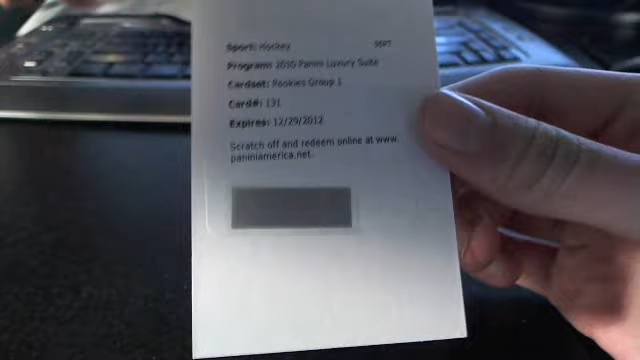 Sport: Hockey
Program: 2010 Panini Luxury Suite
Cardset: Rookies Group 1
Card#: 131
Expires: 12/29/2012
Scratch off and redeem online at www.
paniniamerica.net.